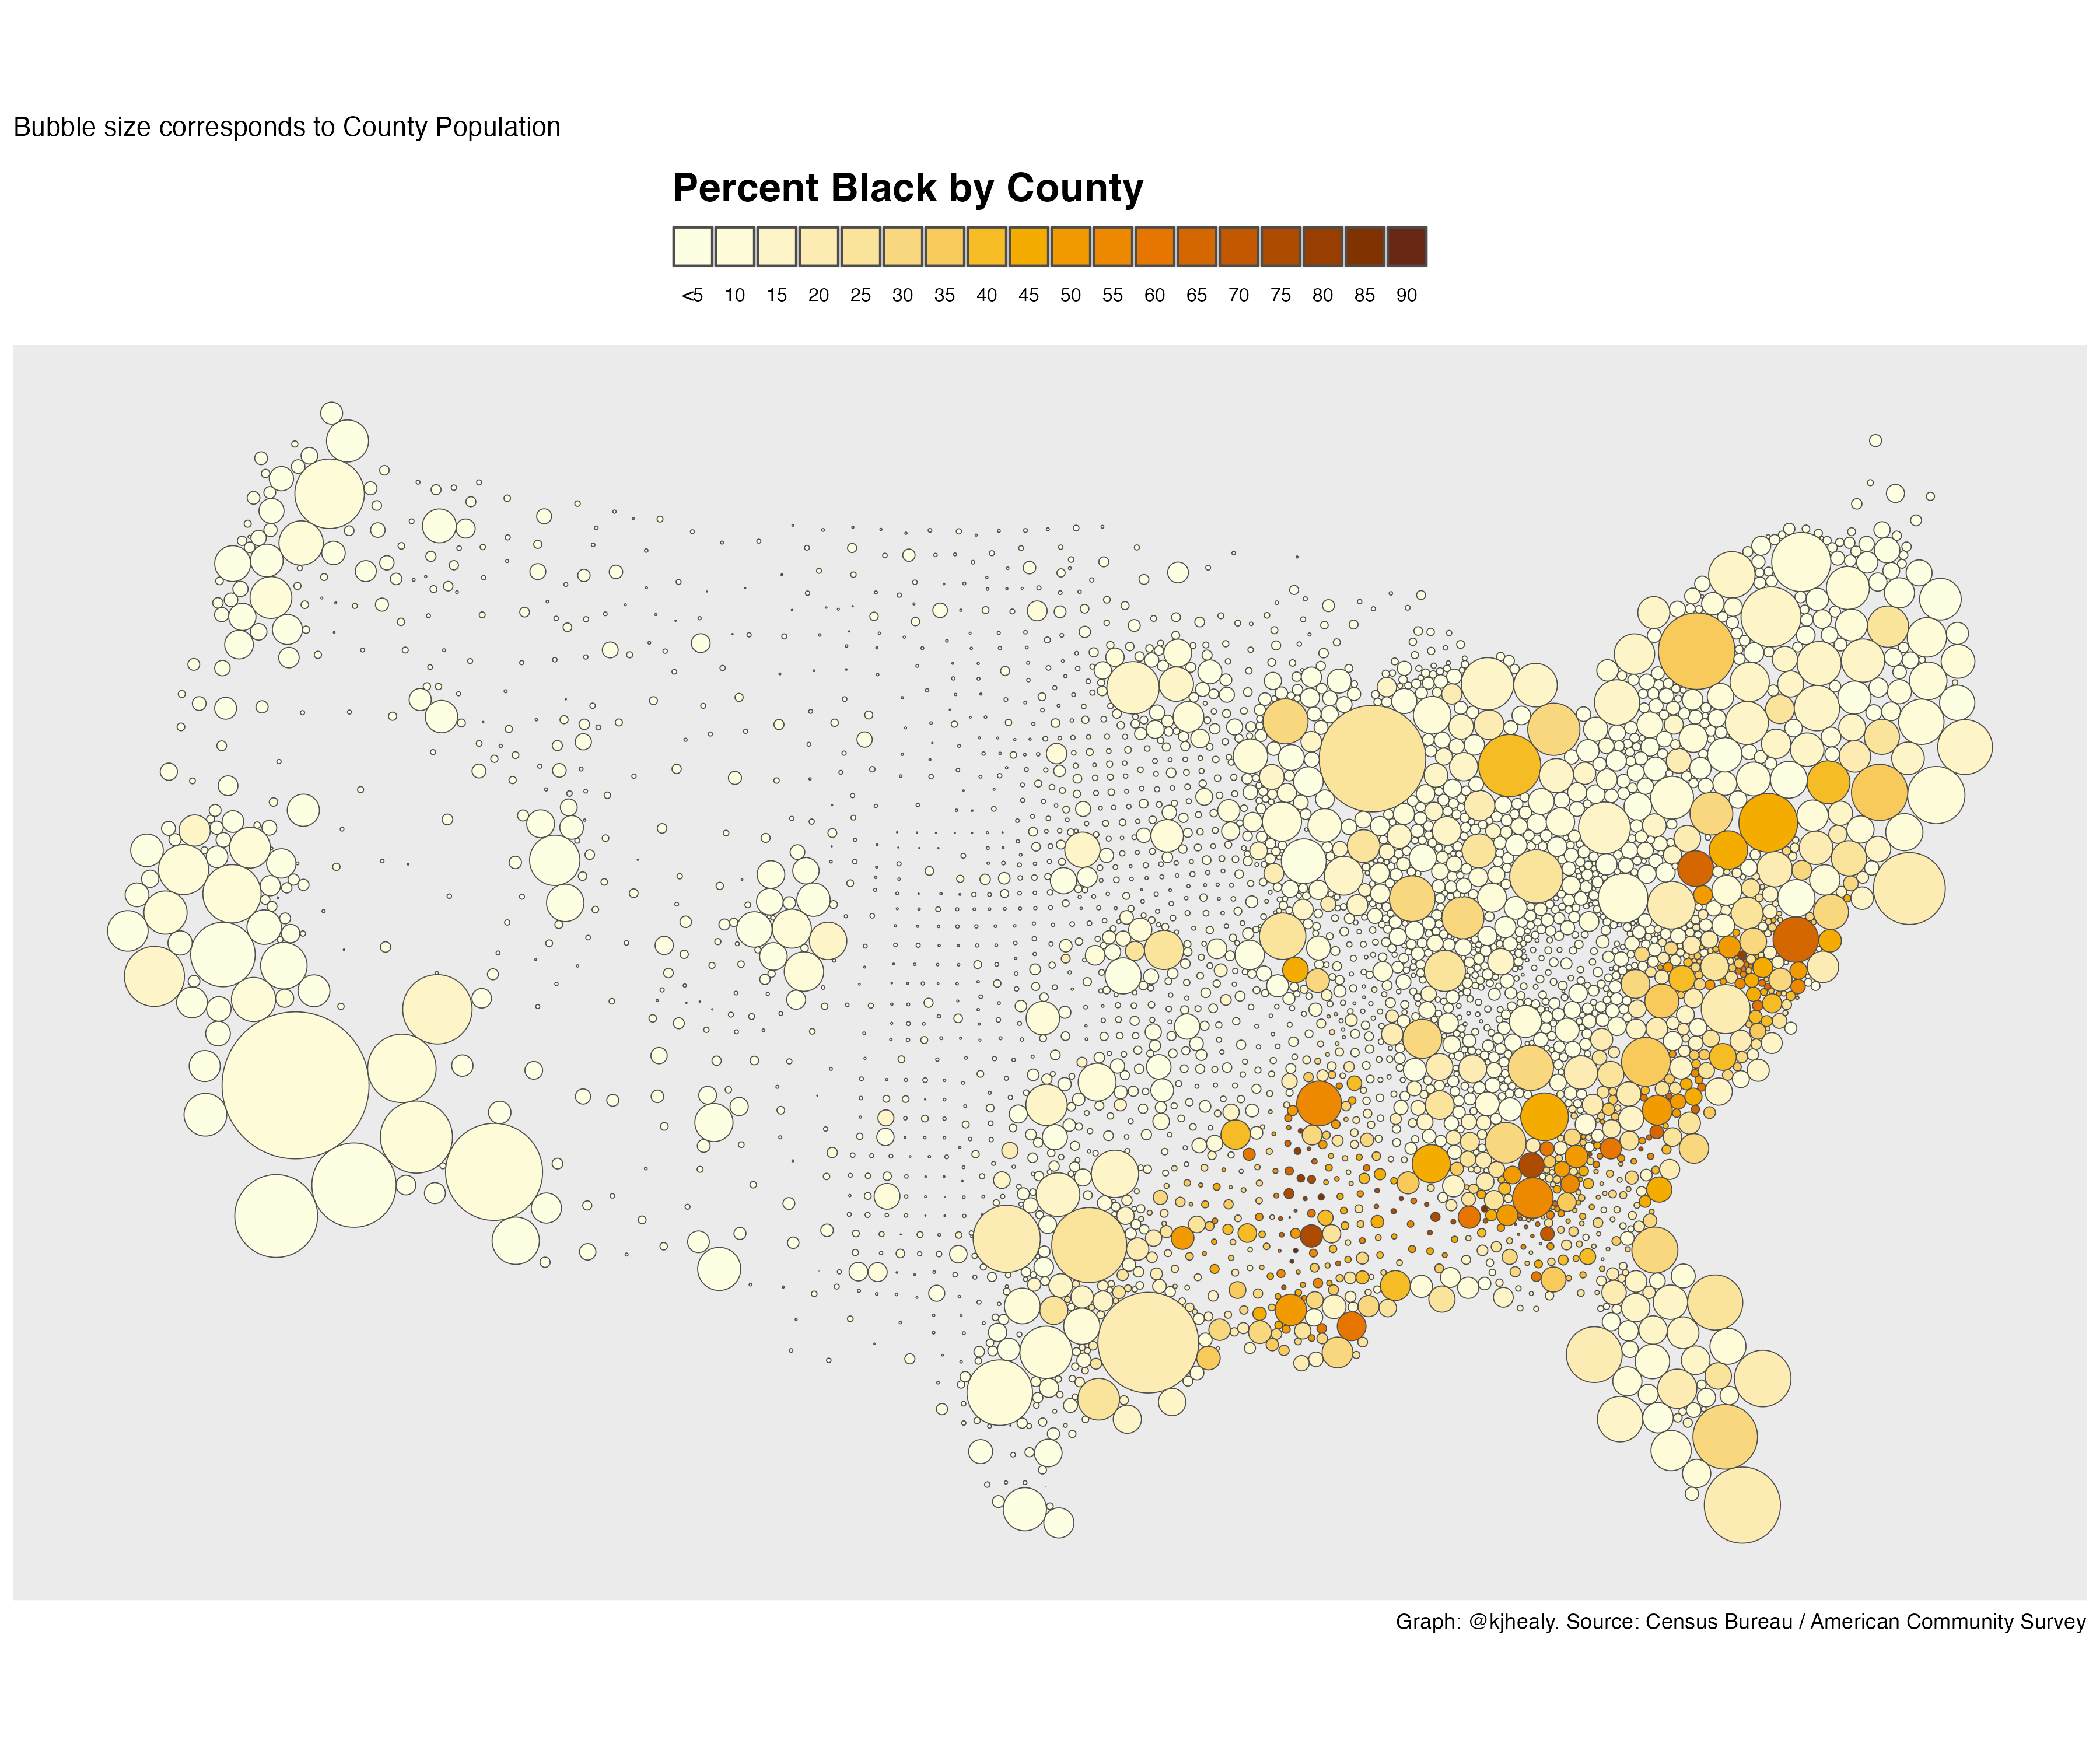 Bubble size corresponds to County Population
Percent Black by County
<5 10 15 20 25 30 35 40 45 50 55 60 65 70 75 80 85 90
Graph: @kjhealy. Source: Census Bureau / American Community Survey